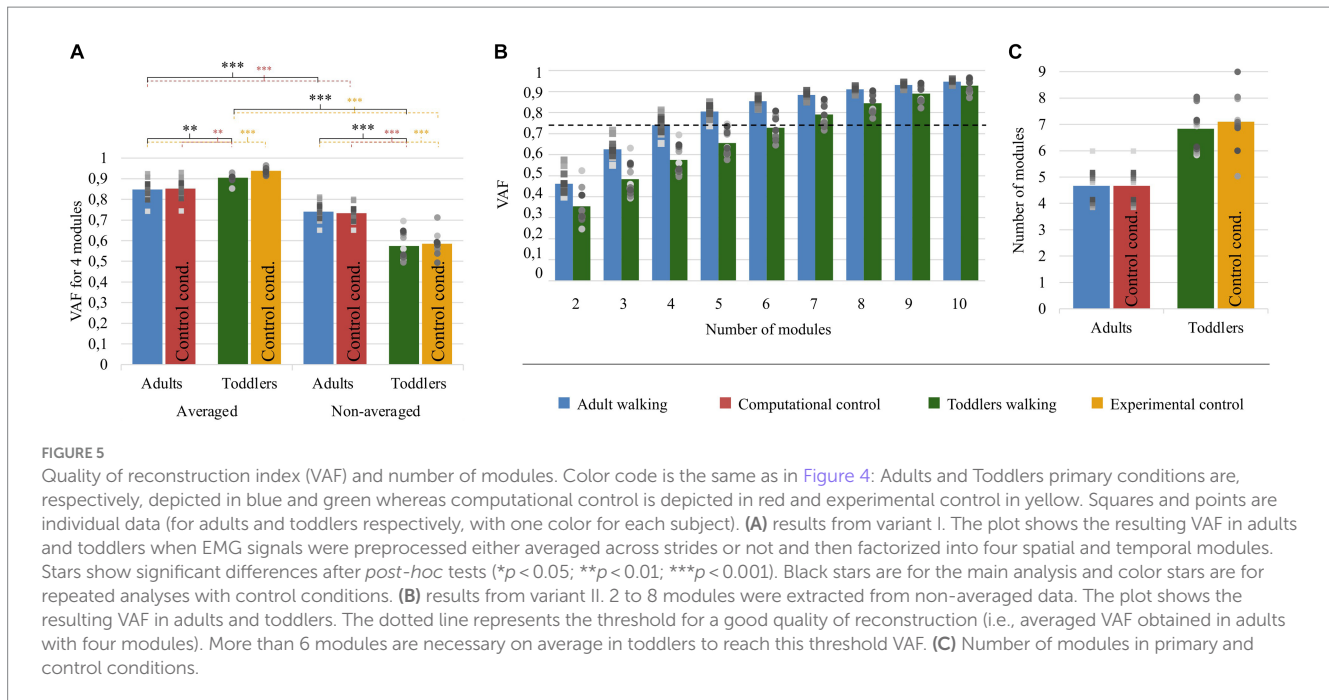 A
***
***
***
***
**
**
***
***
***
***
VAF for 4 modules
1
0,9
0,8
0,7
0,6
0,5
0,4
0,3
0,2
0,1
0
Control cond.
Control cond.
Control cond.
Control cond.
Adults
Toddlers
Adults
Toddlers
Averaged
Non-averaged
B
VAF
1
0,9
0,8
0,7
0,6
0,5
0,4
0,3
0,2
0,1
0
2 3 4 5 6 7 8 9 10
Number of modules
C
Number of modules
9
8
7
6
5
4
3
2
1
0
Control cond.
Control cond.
Adults
Toddlers
Adult walking
Computational control
Toddlers walking
Experimental control
FIGURE 5
Quality of reconstruction index (VAF) and number of modules. Color code is the same as in Figure 4: Adults and Toddlers primary conditions are,
respectively, depicted in blue and green whereas computational control is depicted in red and experimental control in yellow. Squares and points are
individual data (for adults and toddlers respectively, with one color for each subject). (A) results from variant I. The plot shows the resulting VAF in adults
and toddlers when EMG signals were preprocessed either averaged across strides or not and then factorized into four spatial and temporal modules.
Stars show significant differences after post-hoc tests (*p < 0.05; **p < 0.01; ***p < 0.001). Black stars are for the main analysis and color stars are for
repeated analyses with control conditions. (B) results from variant II. 2 to 8 modules were extracted from non-averaged data. The plot shows the
resulting VAF in adults and toddlers. The dotted line represents the threshold for a good quality of reconstruction (i.e., averaged VAF obtained in adults
with four modules). More than 6 modules are necessary on average in toddlers to reach this threshold VAF. (C) Number of modules in primary and
control conditions.